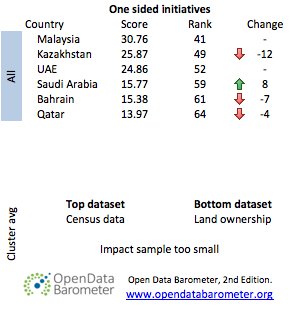 One sided initiatives
Country Score Rank Change
All
Malaysia 30.76 41 -
Kazakhstan 25.87 49 -12
UAE 24.86 52 -
Saudi Arabia 15.77 59 8
Bahrain 15.38 61 -7
Qatar 13.97 64 -4
Cluster avg
Top dataset Bottom dataset
Census data Land ownership
Impact sample too small
OpenData
Barometer
Open Data Barometer, 2nd Edition.
www.opendatabarometer.org